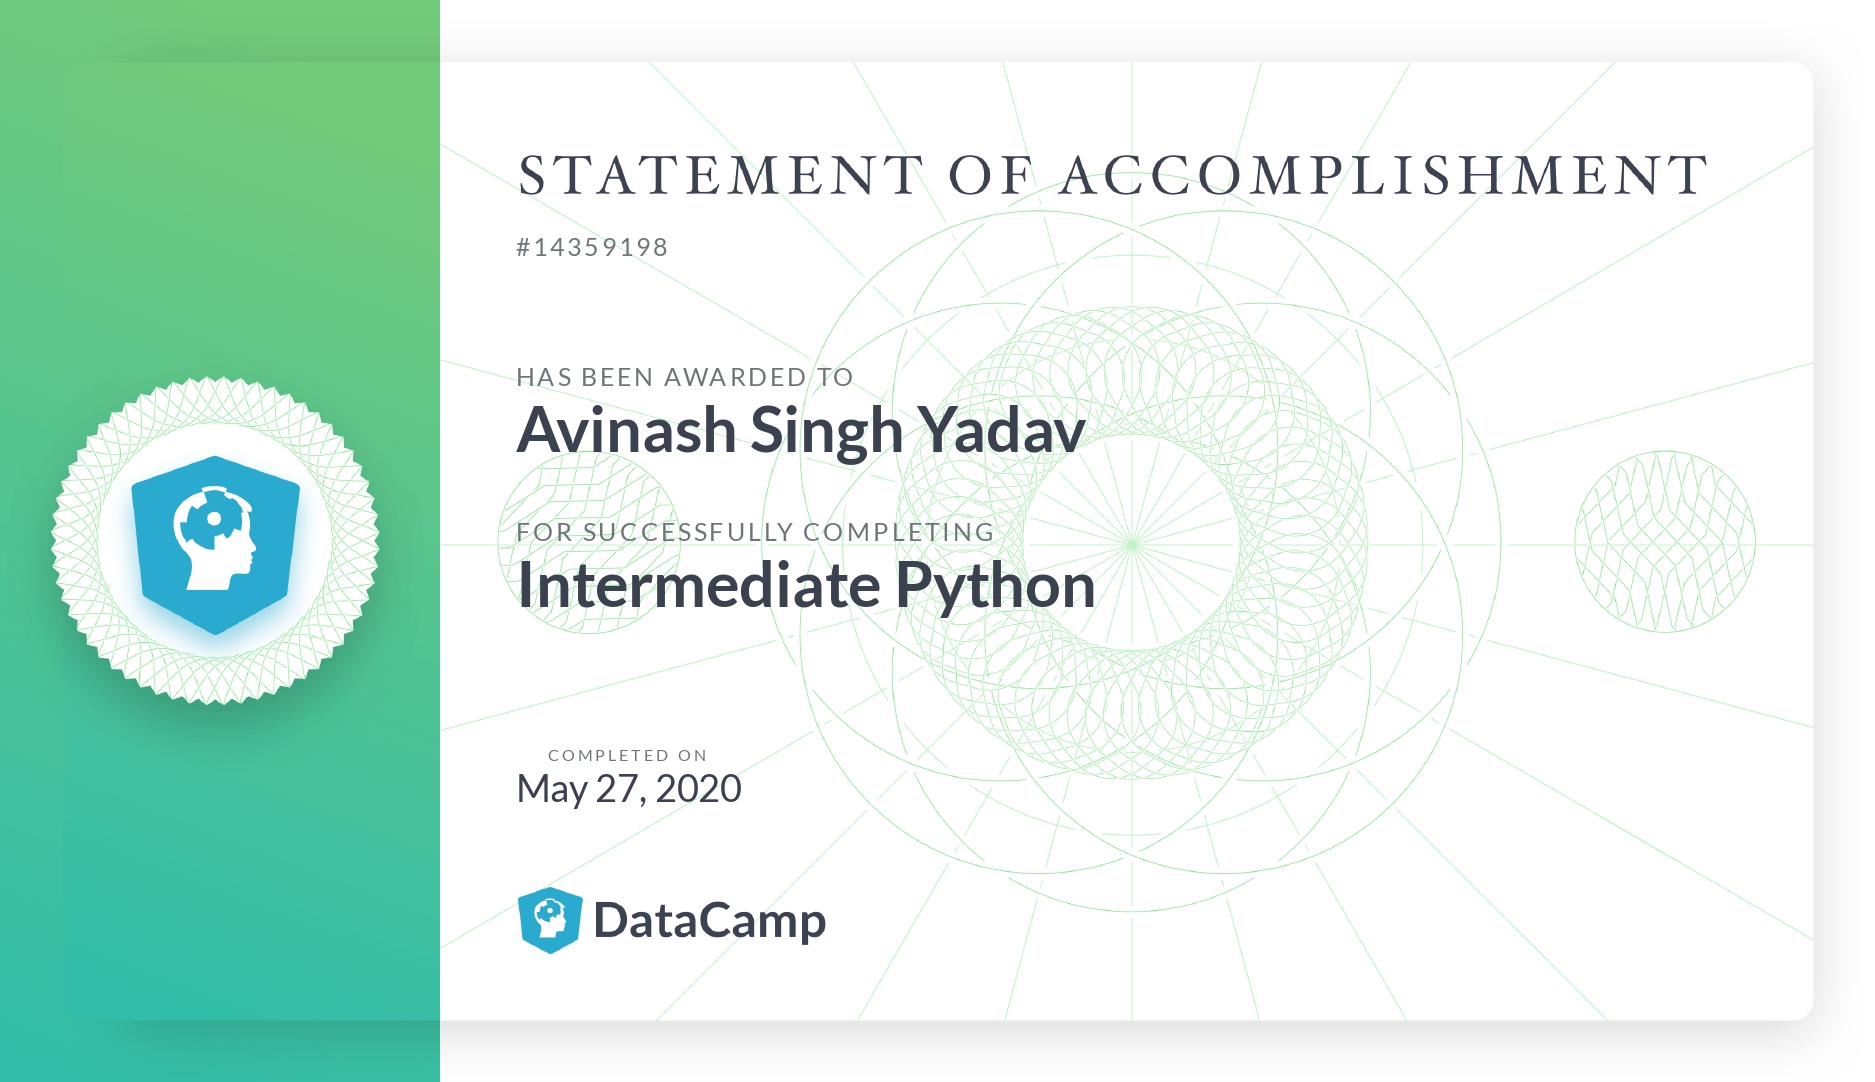 STATEMENT OF ACCOMPLISHMENT
#14359198
HAS BEEN AWARDED TO
Avinash Singh Yadav
FOR SUCCESSFULLY COMPLETING
Intermediate Python
COMPLETED ON
May 27, 2020
DataCamp